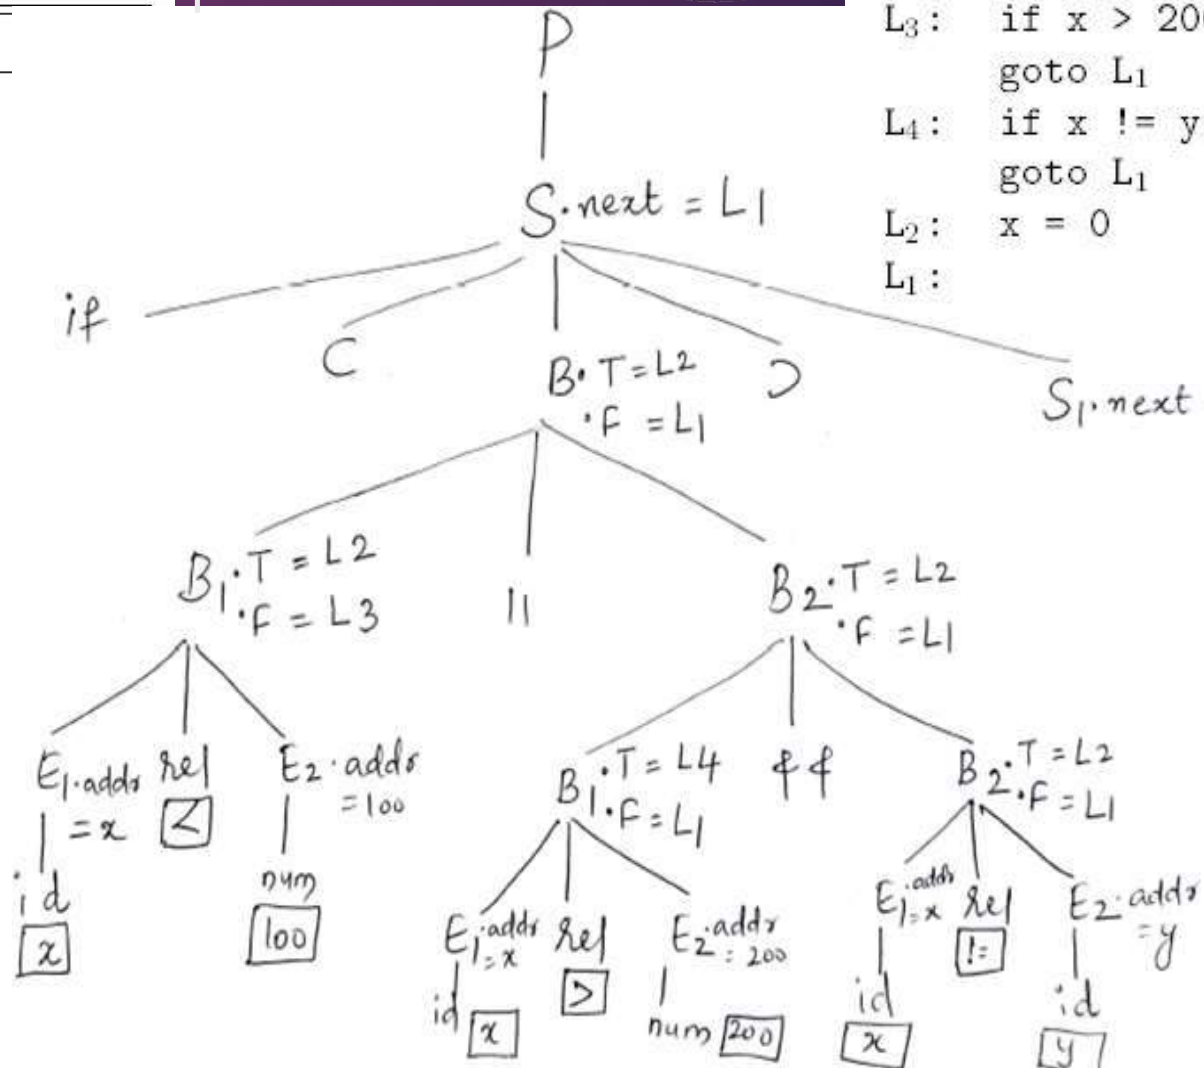 P
L₃: if x > 20
goto L₁
L₄: if x != y
goto L₁
L₂: x = 0
L₁:
S.next = L1
if
(
B.T = L2
.F = L1
)
S₁.next
B₁.T = L2
.F = L3
||
B₂.T = L2
.F = L1
E₁.addr = x
rel
<
E₂.addr = 100
id
x
num
100
B₁.T = L4
.F = L1
&&
B₂.T = L2
.F = L1
E₁.addr = x
rel
>
E₂.addr = 200
id x
num 200
E₁.addr = x
rel
!=
E₂.addr = y
id
x
id
y